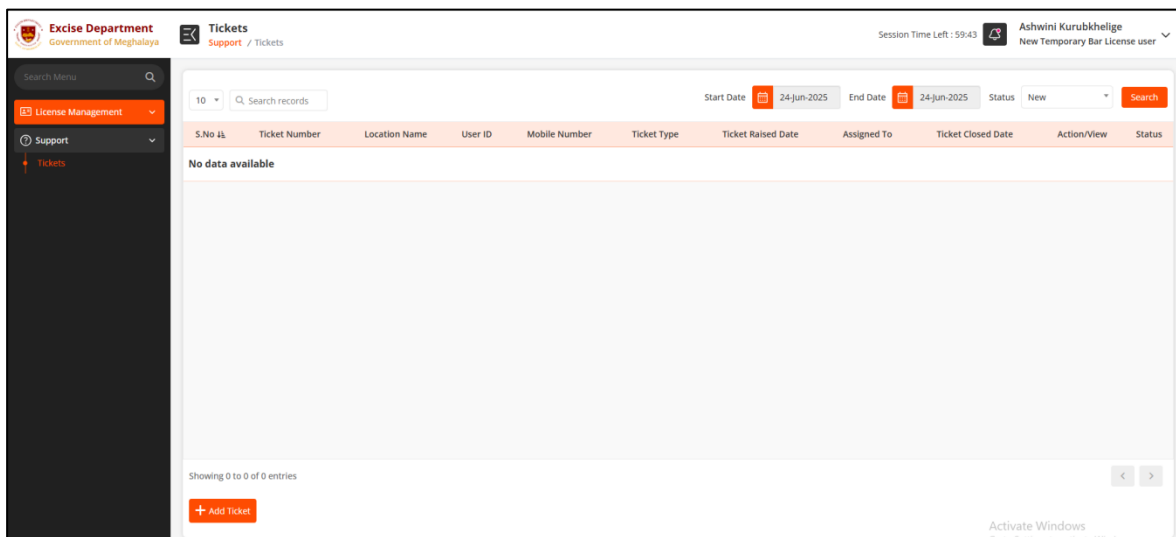 Excise Department
Government of Meghalaya
Tickets
Support / Tickets
Session Time Left : 59:43
Ashwini Kurubkhelige
New Temporary Bar License user
Search Menu
License Management
Support
Tickets
10 Search records Start Date 24-Jun-2025 End Date 24-Jun-2025 Status New Search
S.No Ticket Number Location Name User ID Mobile Number Ticket Type Ticket Raised Date Assigned To Ticket Closed Date Action/View Status
No data available
Showing 0 to 0 of 0 entries
< >
+ Add Ticket
Activate Windows